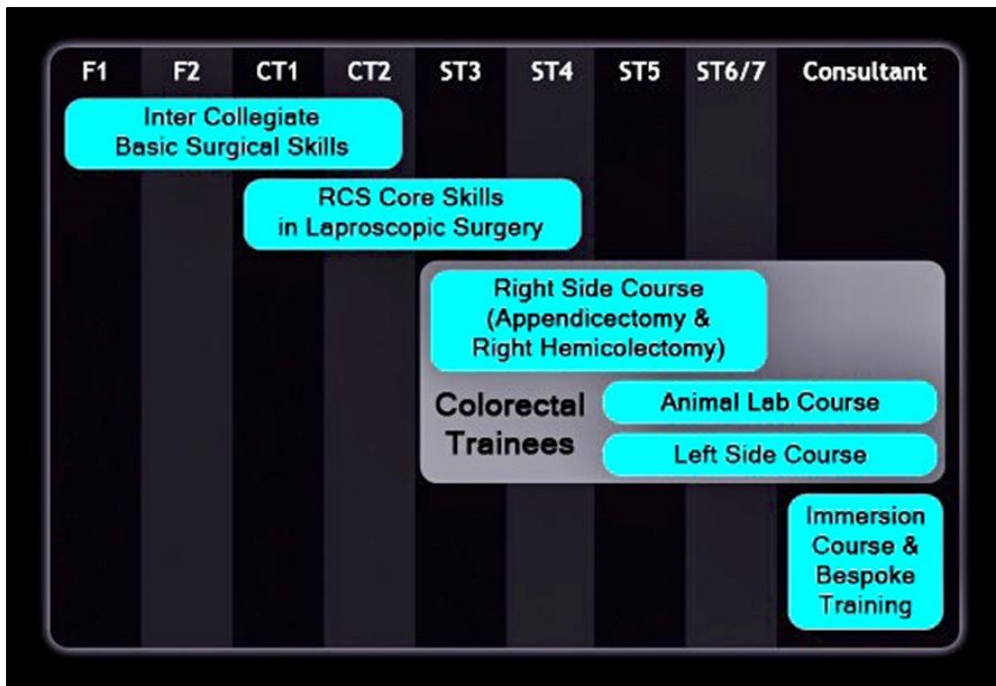 F1 F2 CT1 CT2 ST3 ST4 ST5 ST6/7 Consultant
Inter Collegiate
Basic Surgical Skills
RCS Core Skills
in Laproscopic Surgery
Right Side Course
(Appendicectomy &
Right Hemicolectomy)
Colorectal
Trainees
Animal Lab Course
Left Side Course
Immersion
Course &
Bespoke
Training